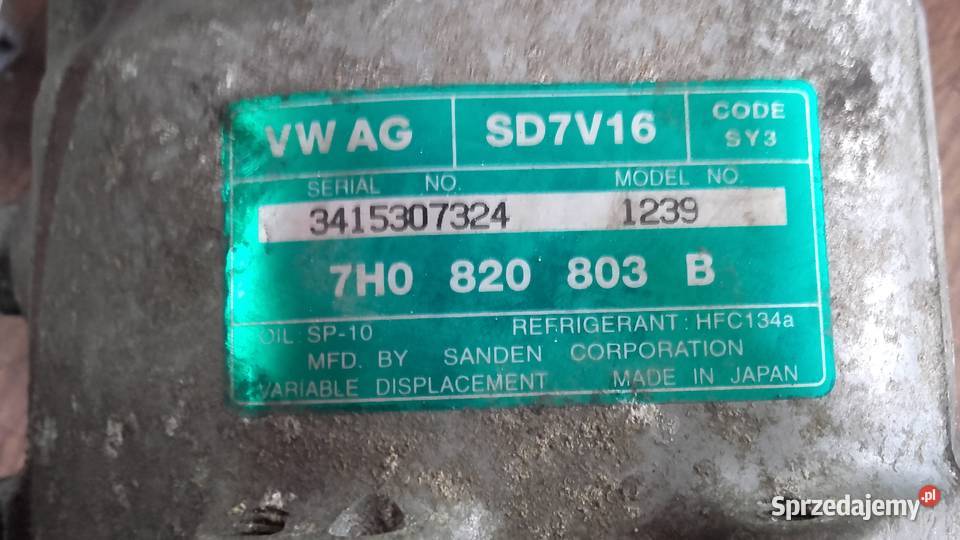 VW AG SD7V16 CODE
SY3
SERIAL NO. MODEL NO.
3415307324 1239
7H0 820 803 B
OIL: SP-10 REFRIGERANT: HFC134a
MFD. BY SANDEN CORPORATION
VARIABLE DISPLACEMENT MADE IN JAPAN
Sprzedajemy.pl